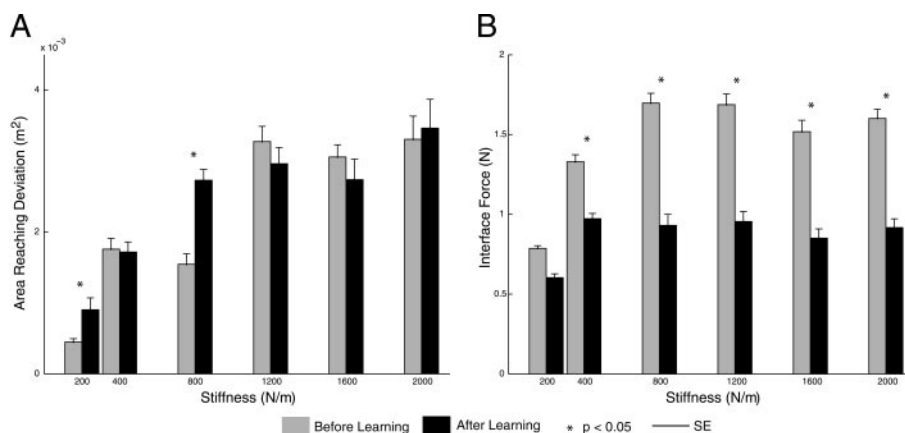 A
x 10⁻³
4
2
0
Area Reaching Deviation (m²)
*
*
200 400 800 1200 1600 2000
Stiffness (N/m)
B
2
1.5
1
0.5
0
Interface Force (N)
*
*
*
*
*
200 400 800 1200 1600 2000
Stiffness (N/m)
Before Learning After Learning * p < 0.05 SE